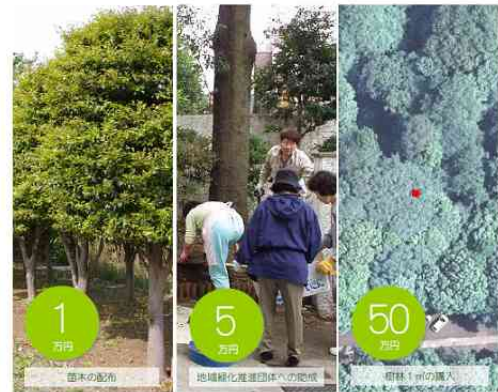 1
万円
苗木の配布
5
万円
地域緑化推進団体への助成
50
万円
樹林1㎡の購入